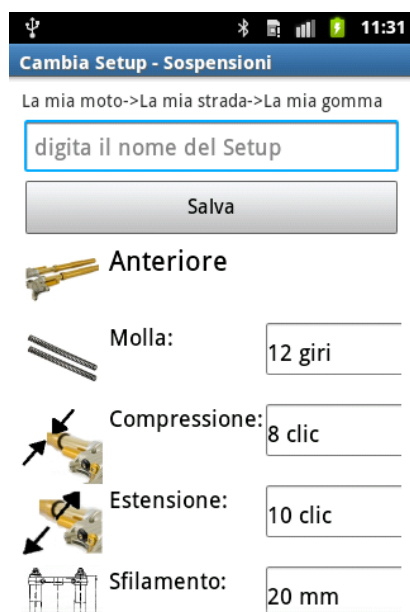 11:31
Cambia Setup - Sospensioni
La mia moto->La mia strada->La mia gomma
digita il nome del Setup
Salva
Anteriore
Molla:
12 giri
Compressione:
8 clic
Estensione:
10 clic
Sfilamento:
20 mm